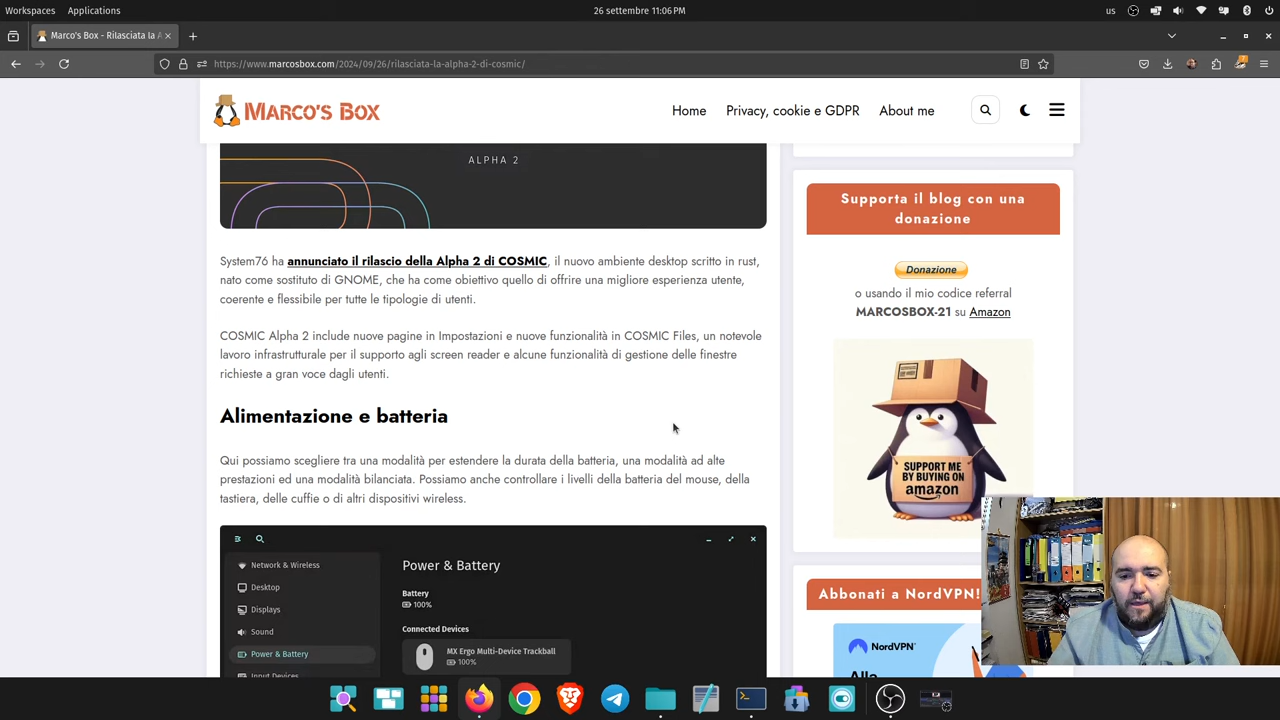 Workspaces Applications 26 settembre 11:06 PM us
Marco's Box - Rilasciata la A
https://www.marcosbox.com/2024/09/26/rilasciata-la-alpha-2-di-cosmic/
MARCO'S BOX Home Privacy, cookie e GDPR About me
ALPHA 2
System76 ha annunciato il rilascio della Alpha 2 di COSMIC, il nuovo ambiente desktop scritto in rust,
nato come sostituto di GNOME, che ha come obiettivo quello di offrire una migliore esperienza utente,
coerente e flessibile per tutte le tipologie di utenti.
COSMIC Alpha 2 include nuove pagine in Impostazioni e nuove funzionalità in COSMIC Files, un notevole
lavoro infrastrutturale per il supporto agli screen reader e alcune funzionalità di gestione delle finestre
richieste a gran voce dagli utenti.
Alimentazione e batteria
Qui possiamo scegliere tra una modalità per estendere la durata della batteria, una modalità ad alte
prestazioni ed una modalità bilanciata. Possiamo anche controllare i livelli della batteria del mouse, della
tastiera, delle cuffie o di altri dispositivi wireless.
Network & Wireless
Desktop
Displays
Sound
Power & Battery
Input Devices
Power & Battery
Battery
100%
Connected Devices
MX Ergo Multi-Device Trackball
100%
Supporta il blog con una
donazione
Donazione
o usando il mio codice referral
MARCOSBOX-21 su Amazon
SUPPORT ME
BY BUYING ON
amazon
Abbonati a NordVPN!
NordVPN
Alla